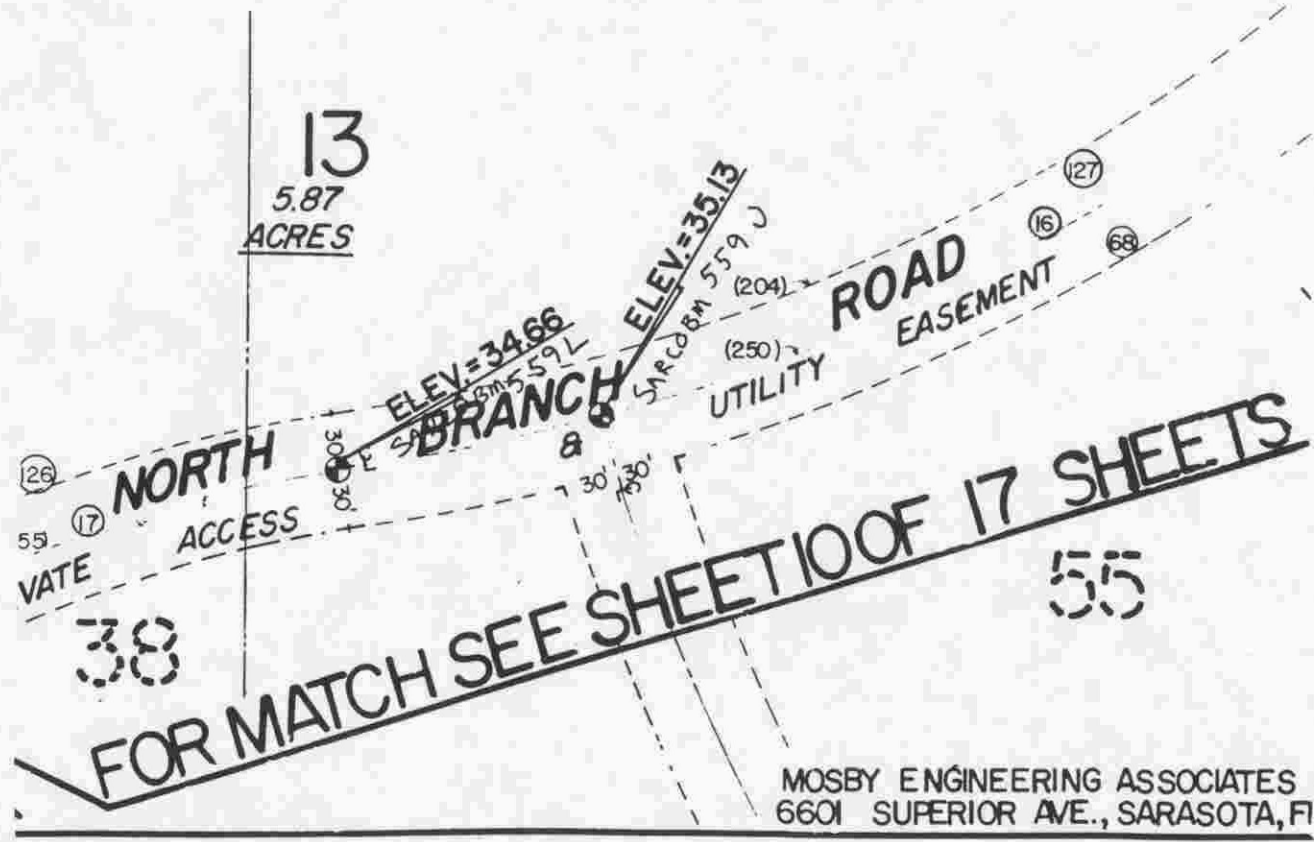 13
5.87
ACRES
ELEV.=35.13
SARCO BM 559 J
ELEV.=34.66
BM 559 L
NORTH BRANCH ROAD
(204)
(250)
127
16
68
126
17
55
VATE ACCESS & UTILITY EASEMENT
30'
30'
30'
30'
38
55
FOR MATCH SEE SHEET 10 OF 17 SHEETS
MOSBY ENGINEERING ASSOCIATES
6601 SUPERIOR AVE., SARASOTA, Fl